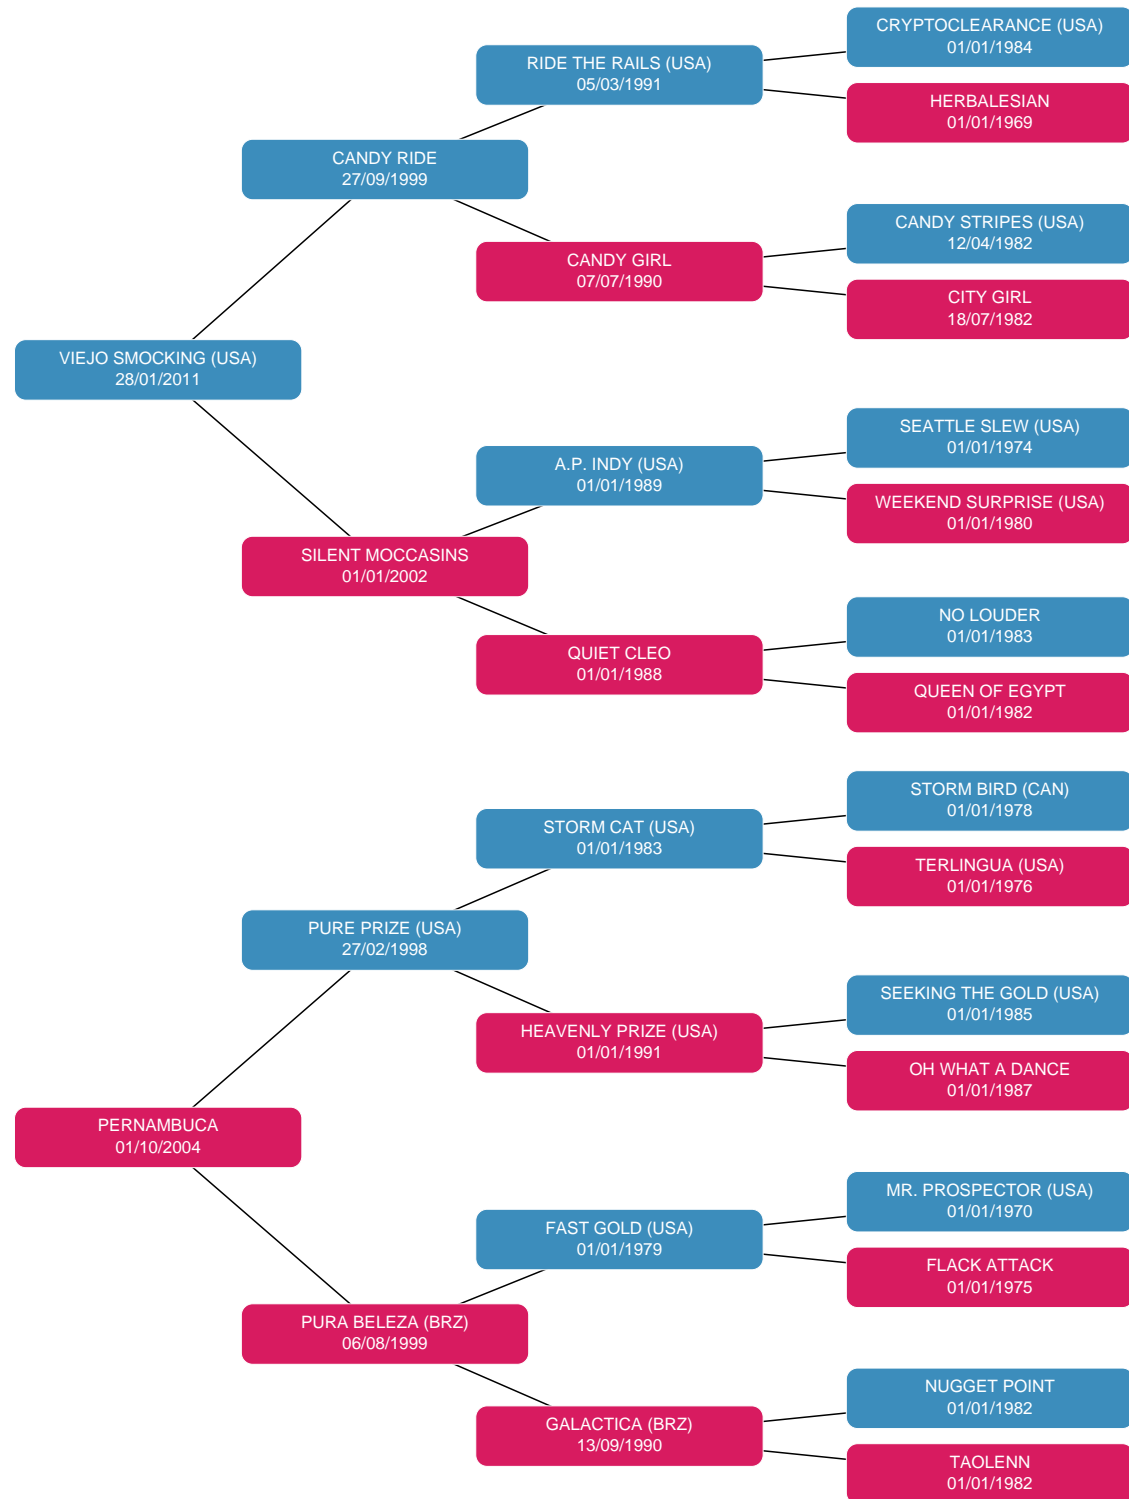 CRYPTOCLEARANCE (USA)
01/01/1984
RIDE THE RAILS (USA)
05/03/1991
HERBALESIAN
01/01/1969
CANDY RIDE
27/09/1999
CANDY STRIPES (USA)
12/04/1982
CANDY GIRL
07/07/1990
CITY GIRL
18/07/1982
VIEJO SMOCKING (USA)
28/01/2011
SEATTLE SLEW (USA)
01/01/1974
A.P. INDY (USA)
01/01/1989
WEEKEND SURPRISE (USA)
01/01/1980
SILENT MOCCASINS
01/01/2002
NO LOUDER
01/01/1983
QUIET CLEO
01/01/1988
QUEEN OF EGYPT
01/01/1982
STORM BIRD (CAN)
01/01/1978
STORM CAT (USA)
01/01/1983
TERLINGUA (USA)
01/01/1976
PURE PRIZE (USA)
27/02/1998
SEEKING THE GOLD (USA)
01/01/1985
HEAVENLY PRIZE (USA)
01/01/1991
OH WHAT A DANCE
01/01/1987
PERNAMBUCA
01/10/2004
MR. PROSPECTOR (USA)
01/01/1970
FAST GOLD (USA)
01/01/1979
FLACK ATTACK
01/01/1975
PURA BELEZA (BRZ)
06/08/1999
NUGGET POINT
01/01/1982
GALACTICA (BRZ)
13/09/1990
TAOLENN
01/01/1982